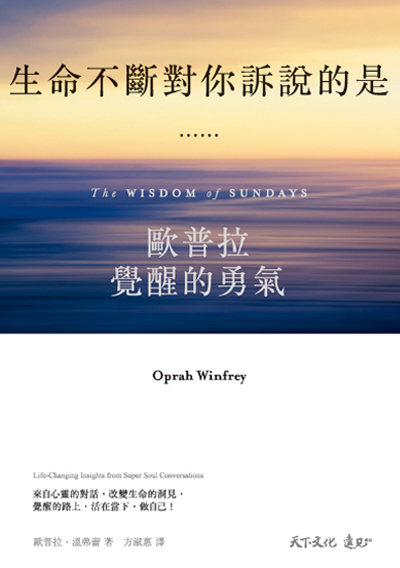 生命不斷對你訴說的是
......
The WISDOM of SUNDAYS
歐普拉
覺醒的勇氣
Oprah Winfrey
Life-Changing Insights from Super Soul Conversations
來自心靈的對話，改變生命的洞見，
覺醒的路上，活在當下，做自己！
歐普拉·溫弗蕾 著　方淑惠 譯
天下文化 遠見